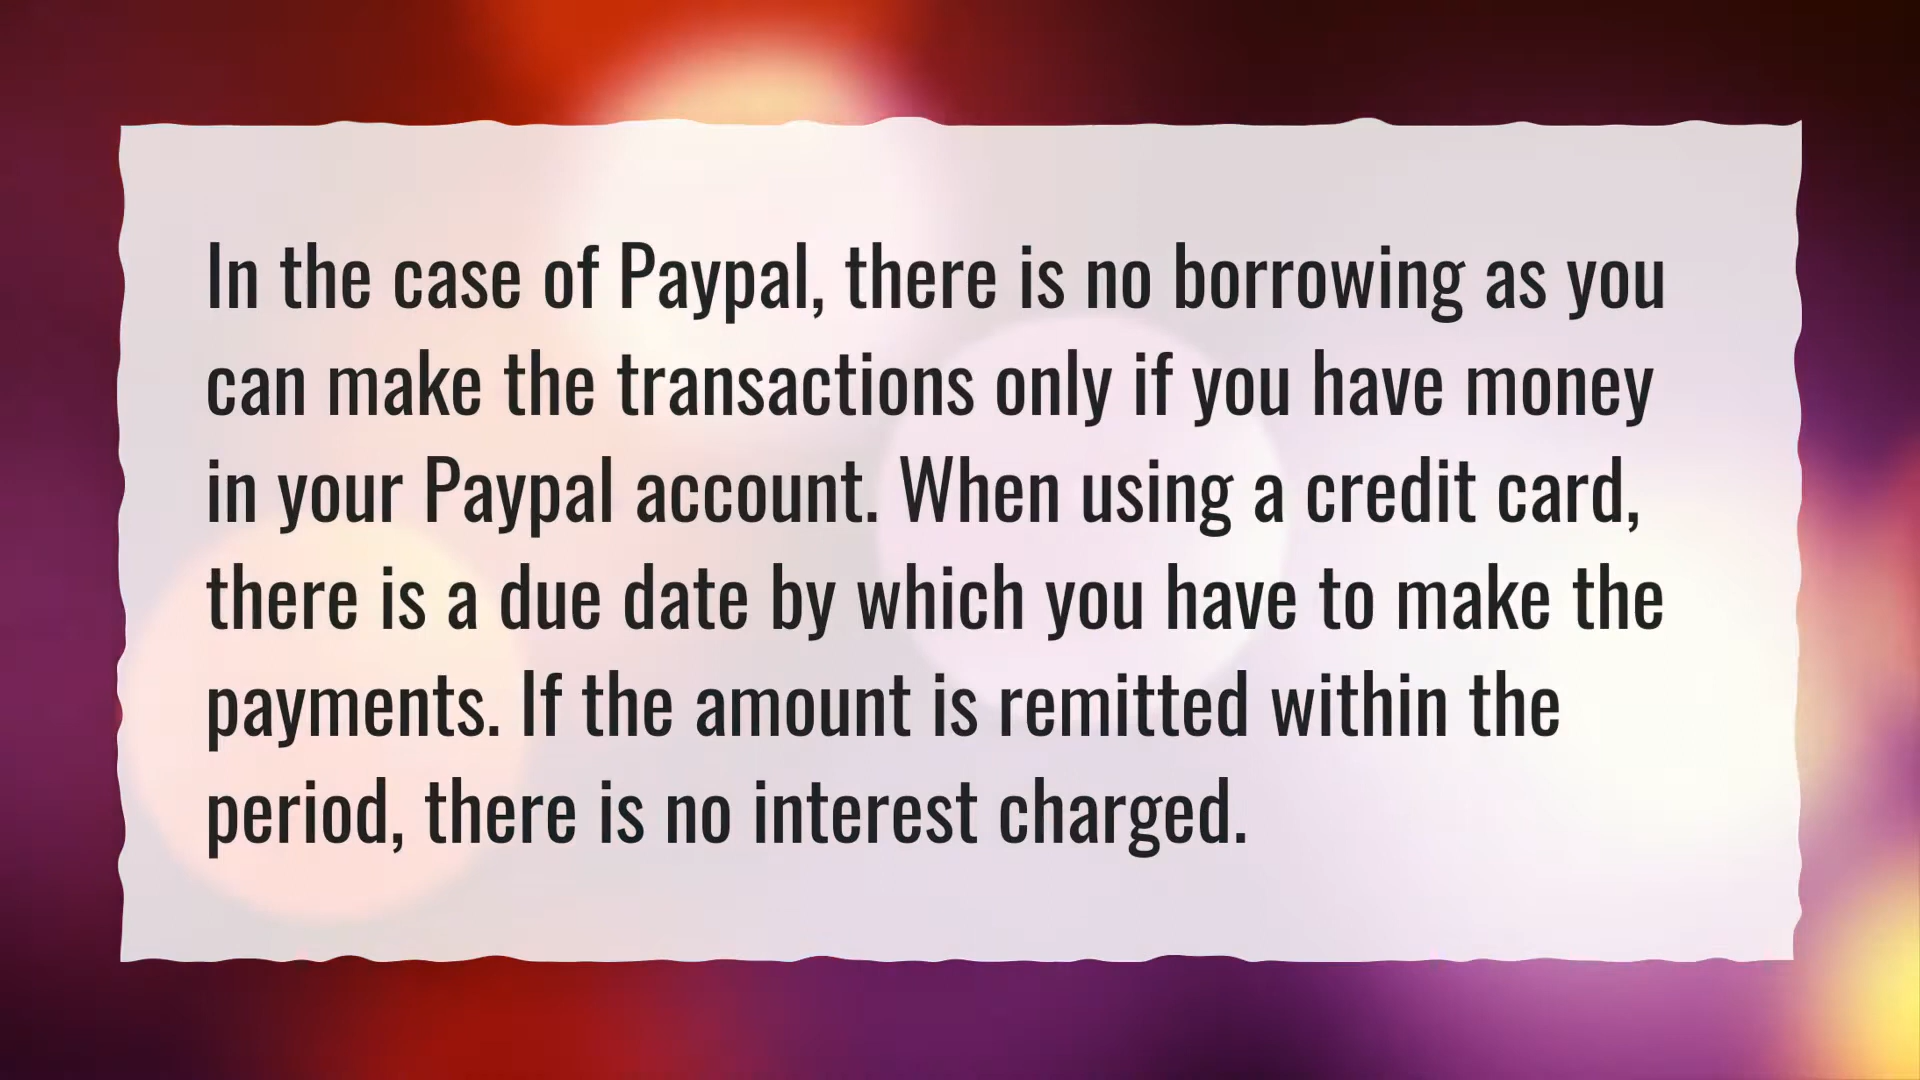 In the case of Paypal, there is no borrowing as you
can make the transactions only if you have money
in your Paypal account. When using a credit card,
there is a due date by which you have to make the
payments. If the amount is remitted within the
period, there is no interest charged.